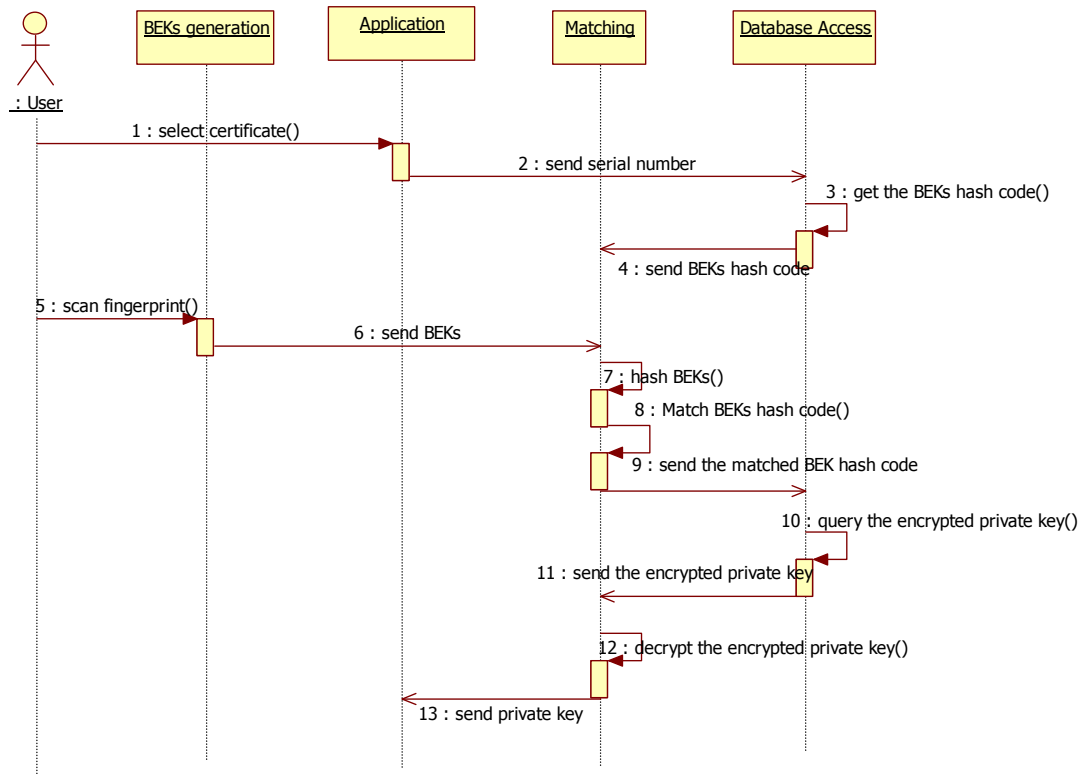 BEKs generation
Application
Matching
Database Access
: User
1 : select certificate()
2 : send serial number
3 : get the BEKs hash code()
4 : send BEKs hash code
5 : scan fingerprint()
6 : send BEKs
7 : hash BEKs()
8 : Match BEKs hash code()
9 : send the matched BEK hash code
10 : query the encrypted private key()
11 : send the encrypted private key
12 : decrypt the encrypted private key()
13 : send private key